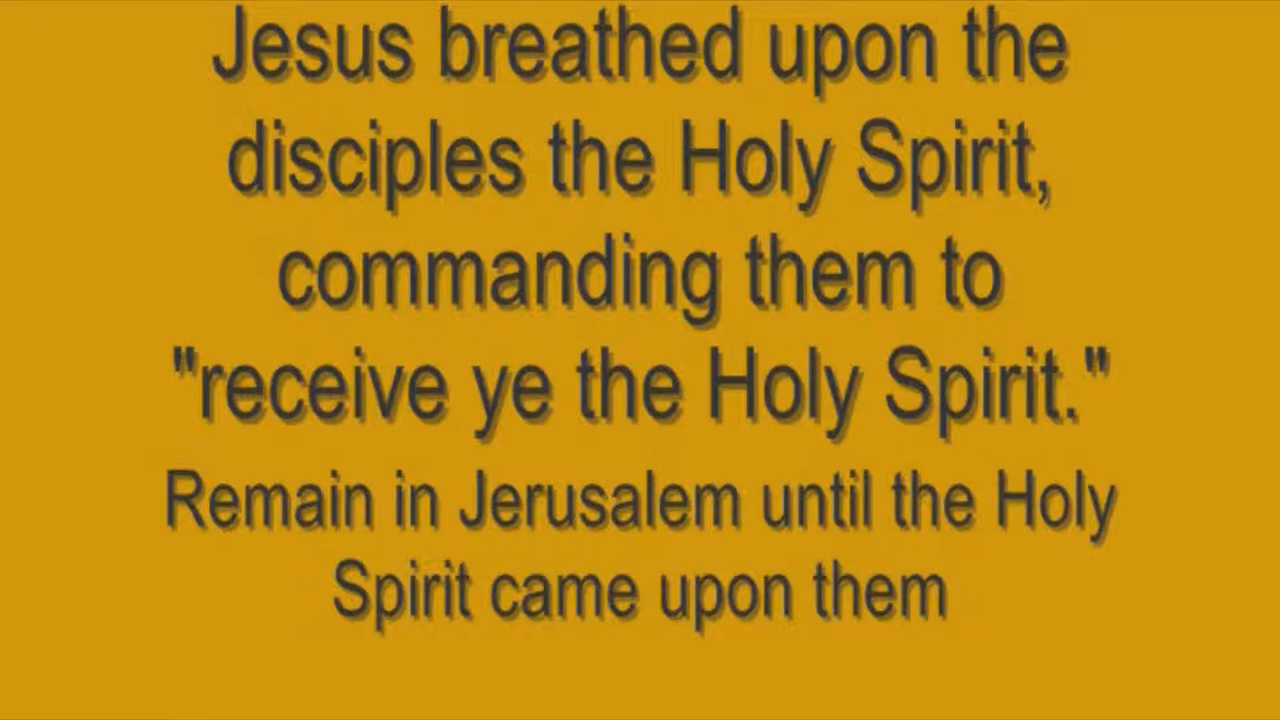 Jesus breathed upon the
disciples the Holy Spirit,
commanding them to
"receive ye the Holy Spirit."
Remain in Jerusalem until the Holy
Spirit came upon them